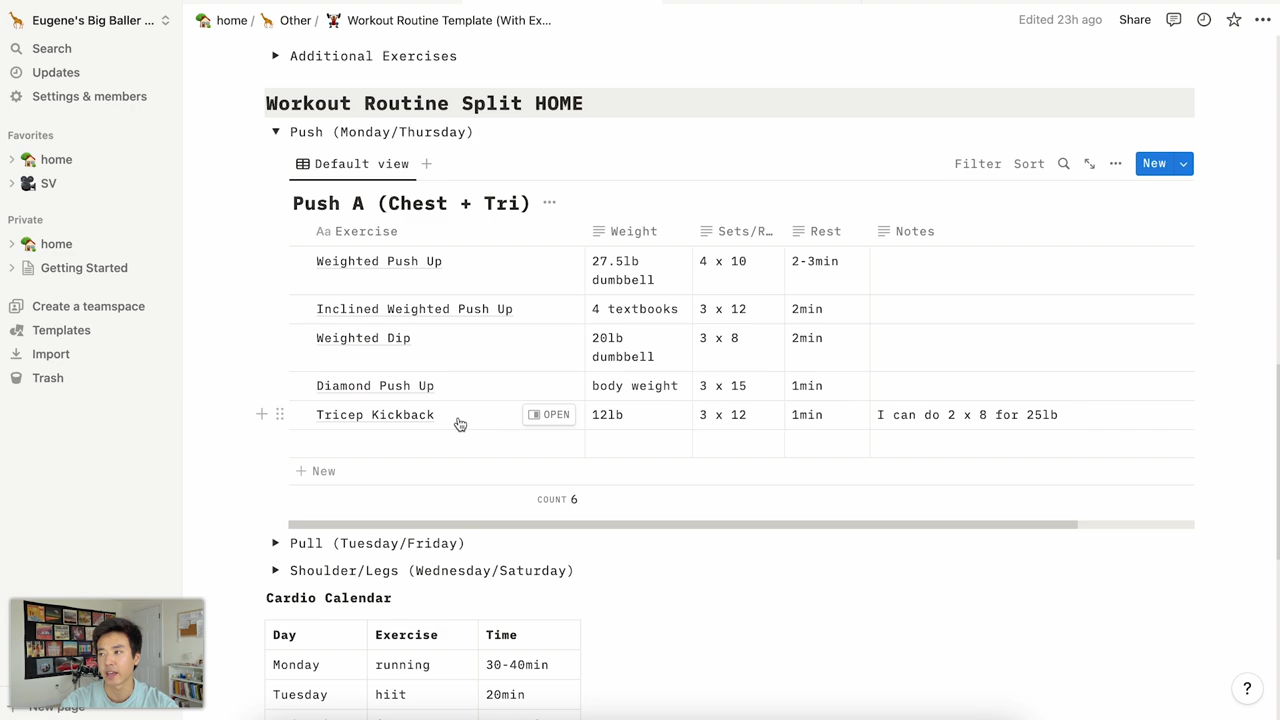 Eugene's Big Baller ...
home / Other / Workout Routine Template (With Ex...
Edited 23h ago
Share
Search
Updates
Settings & members
Favorites
home
SV
Private
home
Getting Started
Create a teamspace
Templates
Import
Trash
New page
Additional Exercises
Workout Routine Split HOME
Push (Monday/Thursday)
Default view
Filter Sort
New
Push A (Chest + Tri)
Aa Exercise Weight Sets/R... Rest Notes
Weighted Push Up 27.5lb dumbbell 4 x 10 2-3min
Inclined Weighted Push Up 4 textbooks 3 x 12 2min
Weighted Dip 20lb dumbbell 3 x 8 2min
Diamond Push Up body weight 3 x 15 1min
Tricep Kickback OPEN 12lb 3 x 12 1min I can do 2 x 8 for 25lb
+ New
COUNT 6
Pull (Tuesday/Friday)
Shoulder/Legs (Wednesday/Saturday)
Cardio Calendar
Day Exercise Time
Monday running 30-40min
Tuesday hiit 20min
?